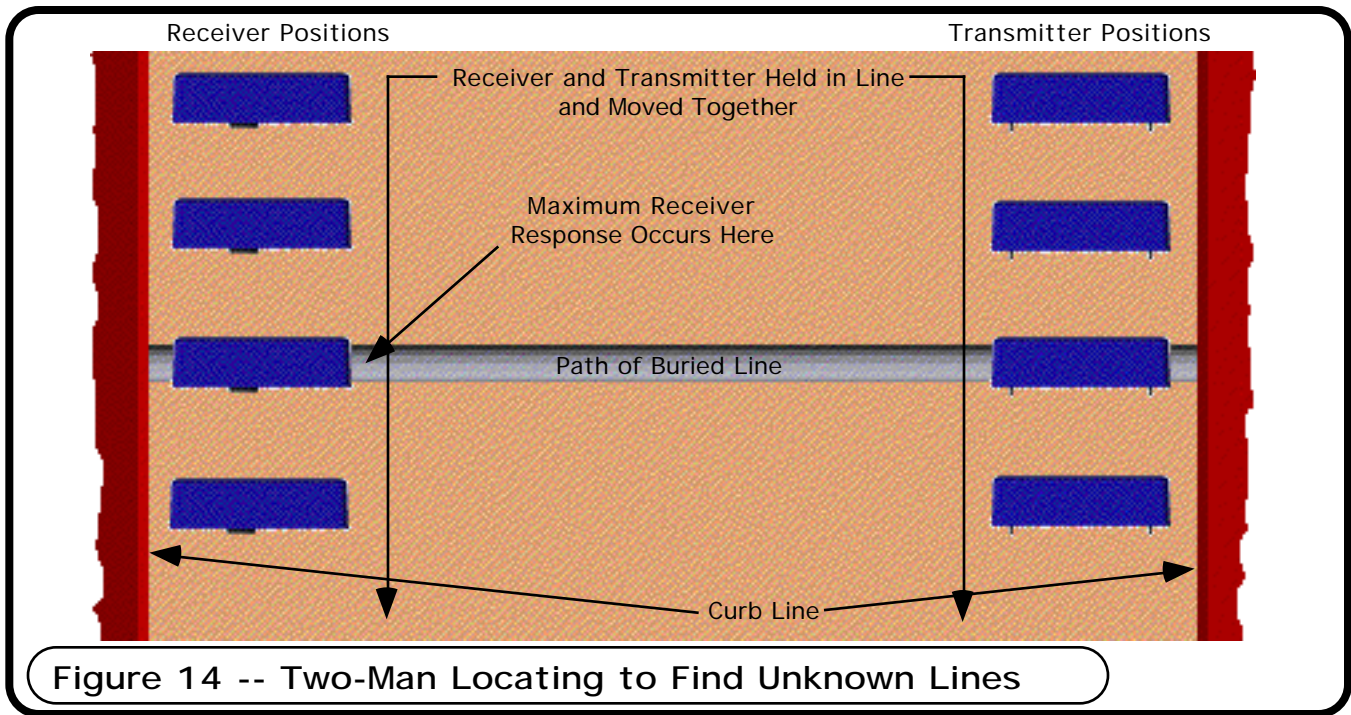 Receiver Positions
Transmitter Positions
Receiver and Transmitter Held in Line
and Moved Together
Maximum Receiver
Response Occurs Here
Path of Buried Line
Curb Line
Figure 14 -- Two-Man Locating to Find Unknown Lines